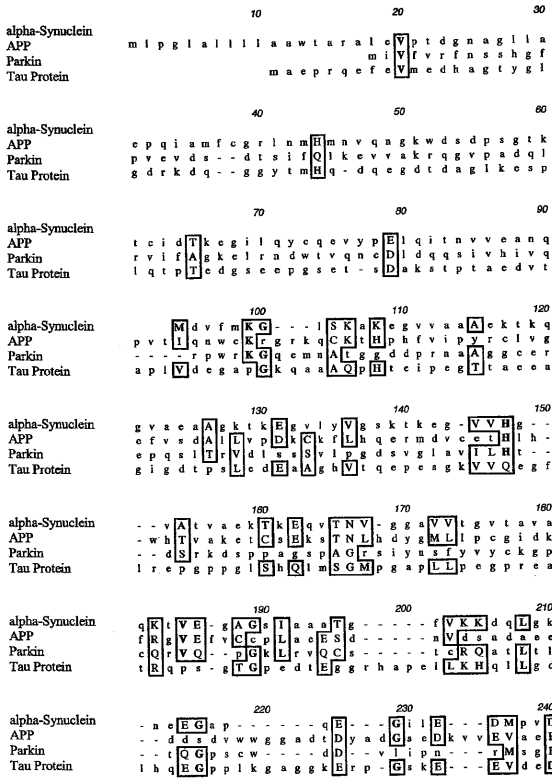 10 20 30
alpha-Synuclein
APP m l p g l a l l l l a a w t a r a l e V p t d g n a g l l a
Parkin m i V f v r f n s s h g f
Tau Protein m a e p r q e f e V m e d h a g t y g l
40 50 60
alpha-Synuclein
APP e p q i a m f c g r l n m H m n v q n g k w d s d p s g t k
Parkin p v e v d s - - d t s i f Q l k e v v a k r q g v p a d q l
Tau Protein g d r k d q - - g g y t m H - q d q e g d t d a g l k e s p
70 80 90
alpha-Synuclein
APP t c i d T k e g i l q y c q e v y p E l q i t n v v e a n q
Parkin r v i f A g k e l r n d w t v q n c D l d q q s i v h i v q
Tau Protein l q t p T e d g s e e p g s e t - s D a k s t p t a e d v t
100 110 120
alpha-Synuclein M d v f m K G - - - l S K A K e g v v a a A e k t k q
APP p v t I q n w c K r g r k q C K t H p h f v i p y r c l v g
Parkin - - - - r p w r K G q e m N A t g g d d p r n a A g g c e r
Tau Protein a p l V d e g a p G k q a a A Q p H t e i p e g T t a e e a
130 140 150
alpha-Synuclein g v a e a A g k t k E g v l y V g s k t k e g - V V H g - -
APP e f v s d A L L v p D k C k f L h q e r m d v c e t H l h -
Parkin e p q s l T r V d l s s S v l p g d s v g l a v I L H t - -
Tau Protein g i g d t p s L e d E A A g h V t q e p e s g k V V Q e g f
160 170 180
alpha-Synuclein - - v A T v a e k T k E q v T N V - g g a V V t g v t a v a
APP w h T v a k e t C s E k s T N L h d y g M L l p c g i d k
Parkin - - d S r k d s p p a g s p A G r s i y n s f y v y c k g p
Tau Protein l r e p g p p g l S h Q l m S G M p g a p L L p e g p r e a
190 200 210
alpha-Synuclein q K t V E - g A G s I a a a T g - - - - - - f V K K d q L g k
APP f R g V E f v C c p L a e E S d - - - - - - - V d s a d a e e
Parkin c Q r V Q - - p G k L r v Q C s - - - - - - - t c R Q a t L t l
Tau Protein t R q p s - g T G p e d t E g g r h a p e l L K H q L L g d
220 230 240
alpha-Synuclein - n e E G a p - - - - - - - - E - - - G i l E - - - D M p v D
APP - d d s d v w w g g a d t D y a d G s e D k v v E V a e E
Parkin - - t Q G p s c w - - - - d D - - - - v l i p n - - r M s g E
Tau Protein l h q E G p p l k g a g g k E r p - - G s k E - - - E V d e D